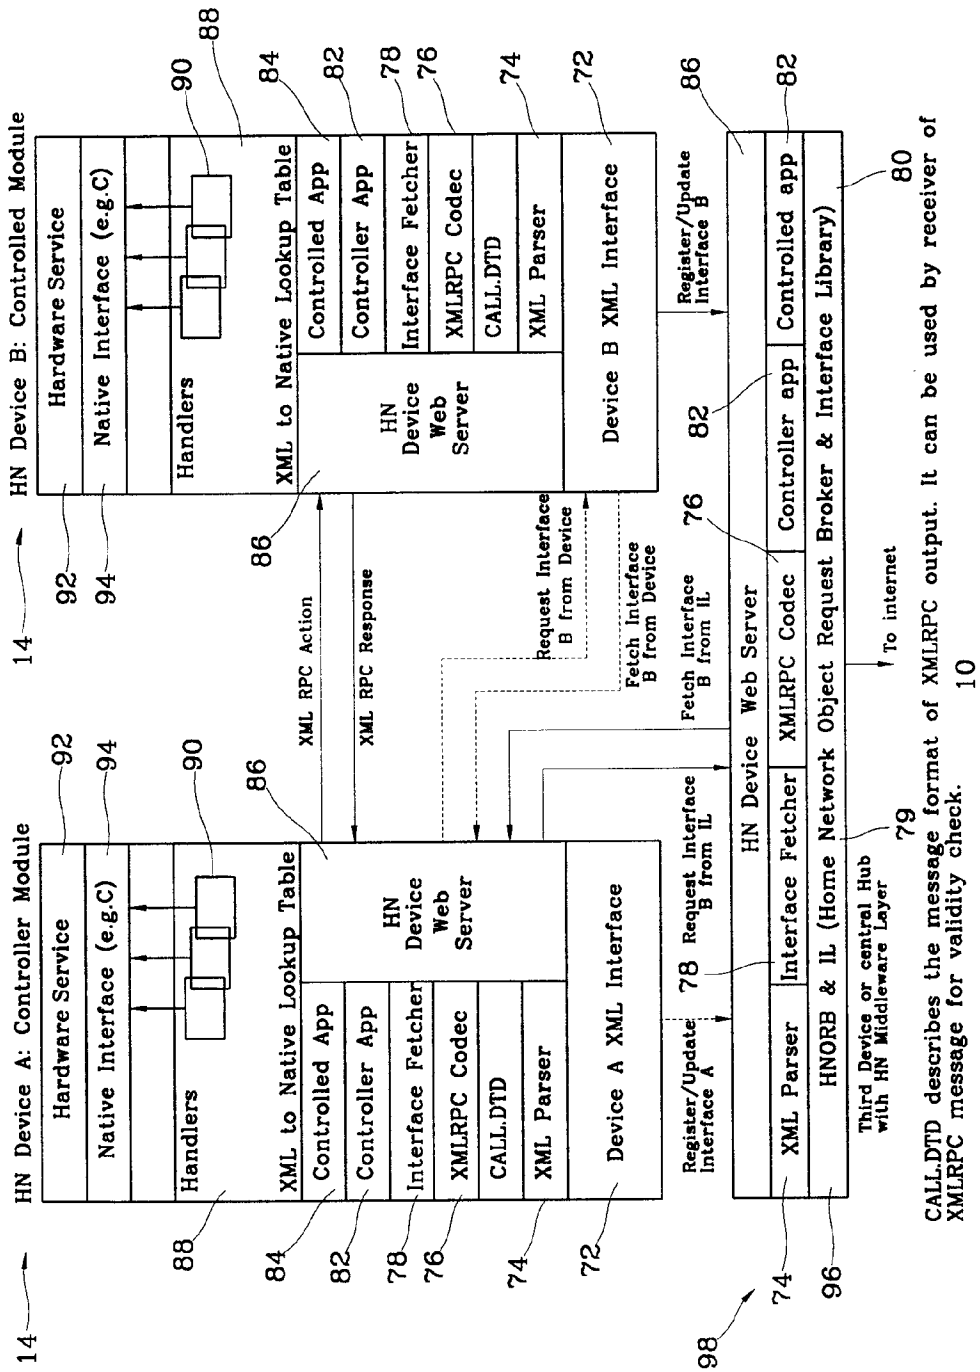 14
HN Device A: Controller Module
Hardware Service
92
Native Interface (e.g.C)
94
90
Handlers
88
XML to Native Lookup Table
86
Controlled App
84
Controller App
82
Interface Fetcher
78
XMLRPC Codec
76
CALL.DTD
XML Parser
74
HN
Device
Web
Server
Device A XML Interface
72
XML RPC Action
XML RPC Response
Request Interface
B from Device
Fetch Interface
B from Device
14
HN Device B: Controlled Module
Hardware Service
92
Native Interface (e.g.C)
94
90
Handlers
88
XML to Native Lookup Table
86
HN
Device
Web
Server
Controlled App
84
Controller App
82
Interface Fetcher
78
XMLRPC Codec
76
CALL.DTD
XML Parser
74
Device B XML Interface
72
Register/Update
Interface A
Request Interface
B from IL
Fetch Interface
B from IL
Register/Update
Interface B
98
HN Device Web Server
86
74
XML Parser
78
Interface Fetcher
XMLRPC Codec
76
Controller app
82
Controlled app
82
96
HNORB & IL (Home Network Object Request Broker & Interface Library)
80
79
Third Device or central Hub
with HN Middleware Layer
To internet
CALL.DTD describes the message format of XMLRPC output. It can be used by receiver of
XMLRPC message for validity check.
10